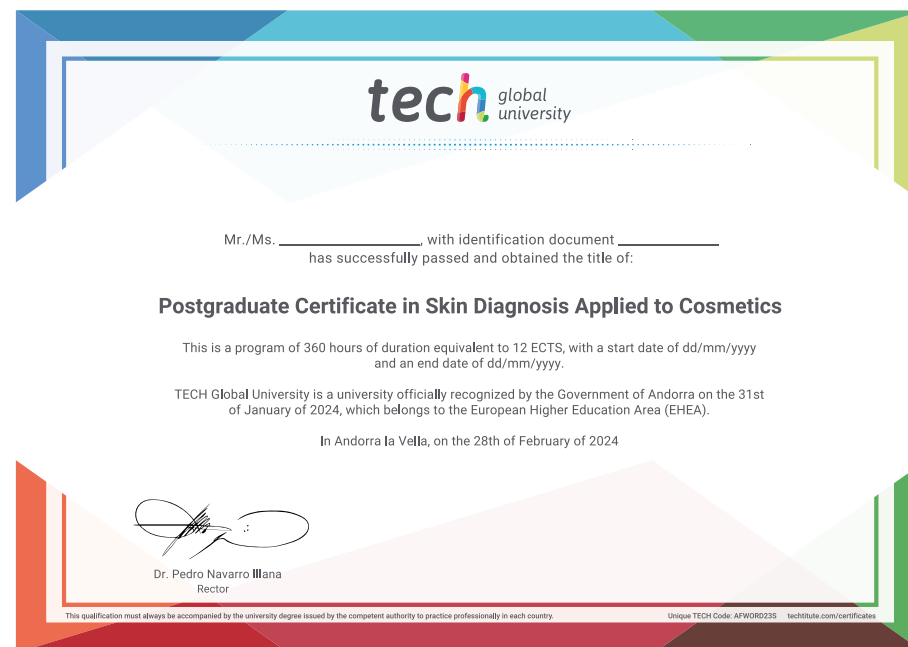 tech global
university
Mr./Ms. ____________________, with identification document ______________
has successfully passed and obtained the title of:
Postgraduate Certificate in Skin Diagnosis Applied to Cosmetics
This is a program of 360 hours of duration equivalent to 12 ECTS, with a start date of dd/mm/yyyy
and an end date of dd/mm/yyyy.
TECH Global University is a university officially recognized by the Government of Andorra on the 31st
of January of 2024, which belongs to the European Higher Education Area (EHEA).
In Andorra la Vella, on the 28th of February of 2024
Dr. Pedro Navarro Illana
Rector
This qualification must always be accompanied by the university degree issued by the competent authority to practice professionally in each country.
Unique TECH Code: AFWORD23S techtitute.com/certificates